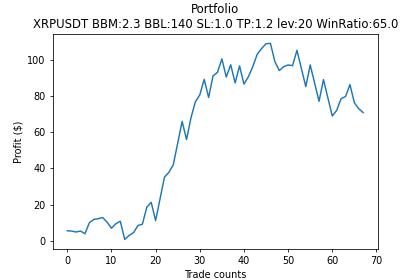 Portfolio
XRPUSDT BBM:2.3 BBL:140 SL:1.0 TP:1.2 lev:20 WinRatio:65.0
Profit ($)
100
80
60
40
20
0
0 10 20 30 40 50 60 70
Trade counts